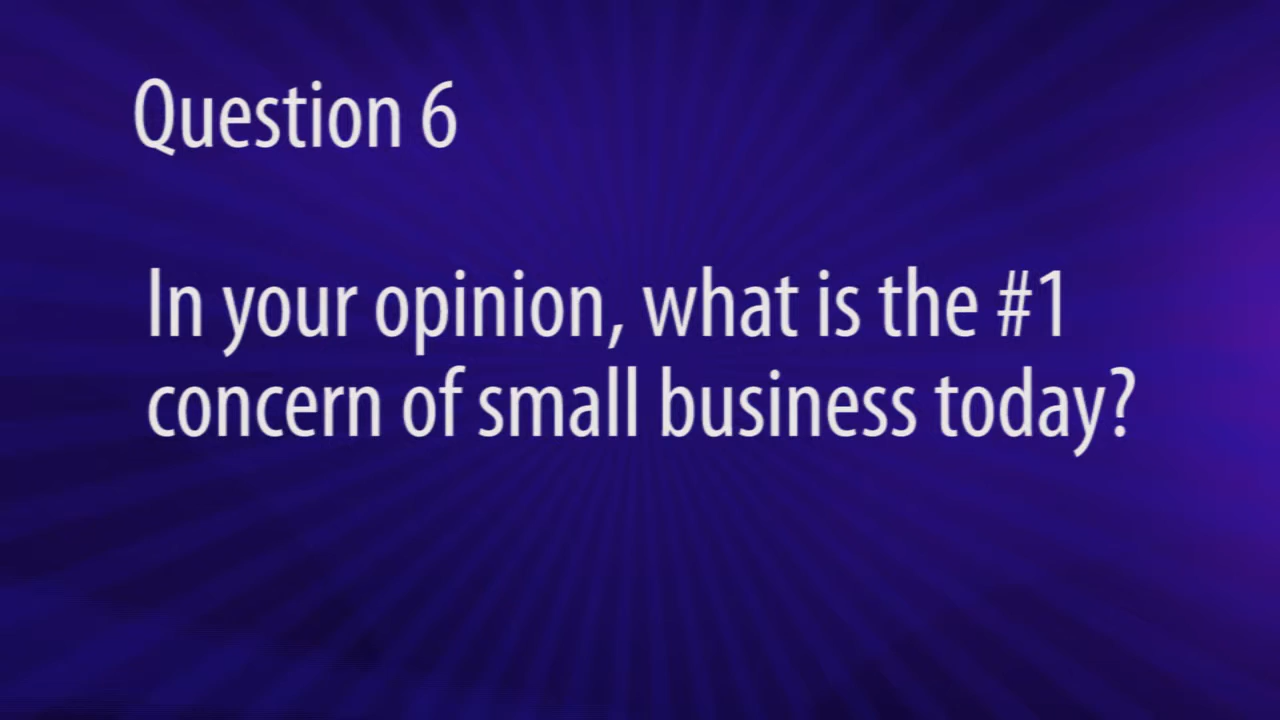 Question 6
In your opinion, what is the #1
concern of small business today?